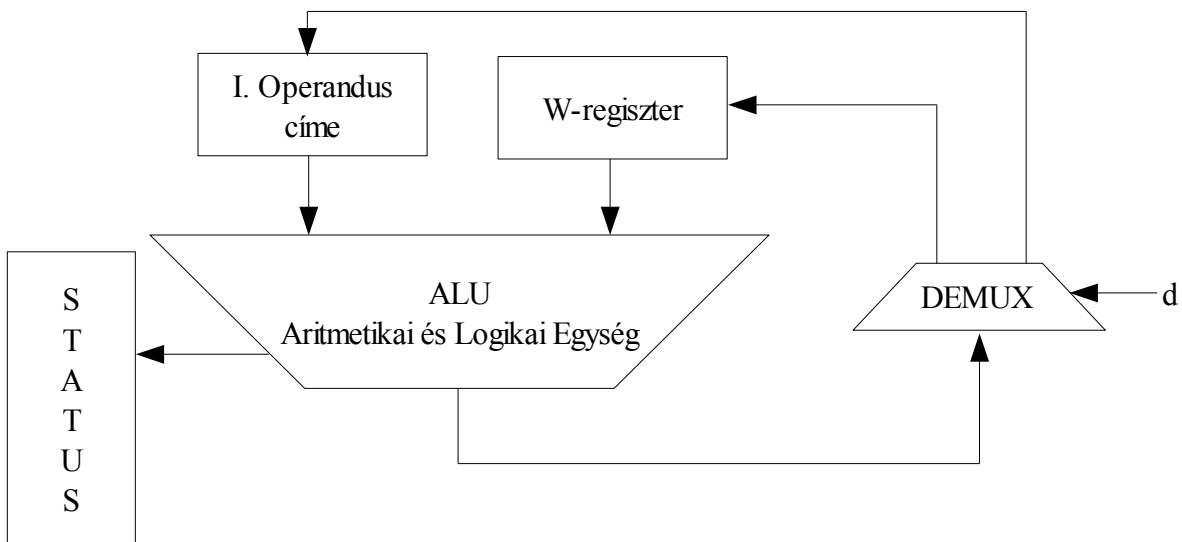 I. Operandus
címe
W-regiszter
ALU
Aritmetikai és Logikai Egység
DEMUX
d
S
T
A
T
U
S